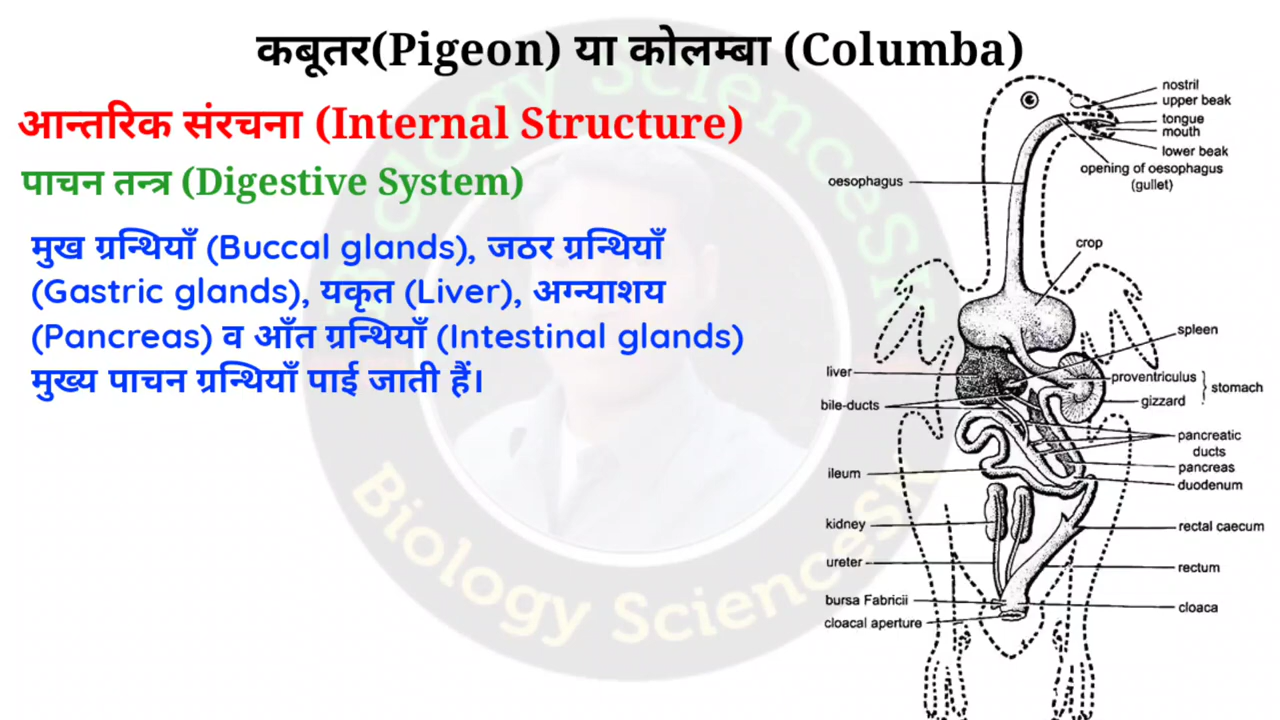 कबूतर(Pigeon) या कोलम्बा (Columba)
आन्तरिक संरचना (Internal Structure)
पाचन तन्त्र (Digestive System)
मुख ग्रन्थियाँ (Buccal glands), जठर ग्रन्थियाँ
(Gastric glands), यकृत (Liver), अग्न्याशय
(Pancreas) व आँत ग्रन्थियाँ (Intestinal glands)
मुख्य पाचन ग्रन्थियाँ पाई जाती हैं।
nostril
upper beak
tongue
mouth
lower beak
opening of oesophagus
(gullet)
oesophagus
crop
spleen
liver
proventriculus
stomach
bile-ducts
gizzard
pancreatic
ducts
pancreas
ileum
duodenum
kidney
rectal caecum
ureter
rectum
bursa Fabricii
cloaca
cloacal aperture
Biology ScienceSK
Biology ScienceSK